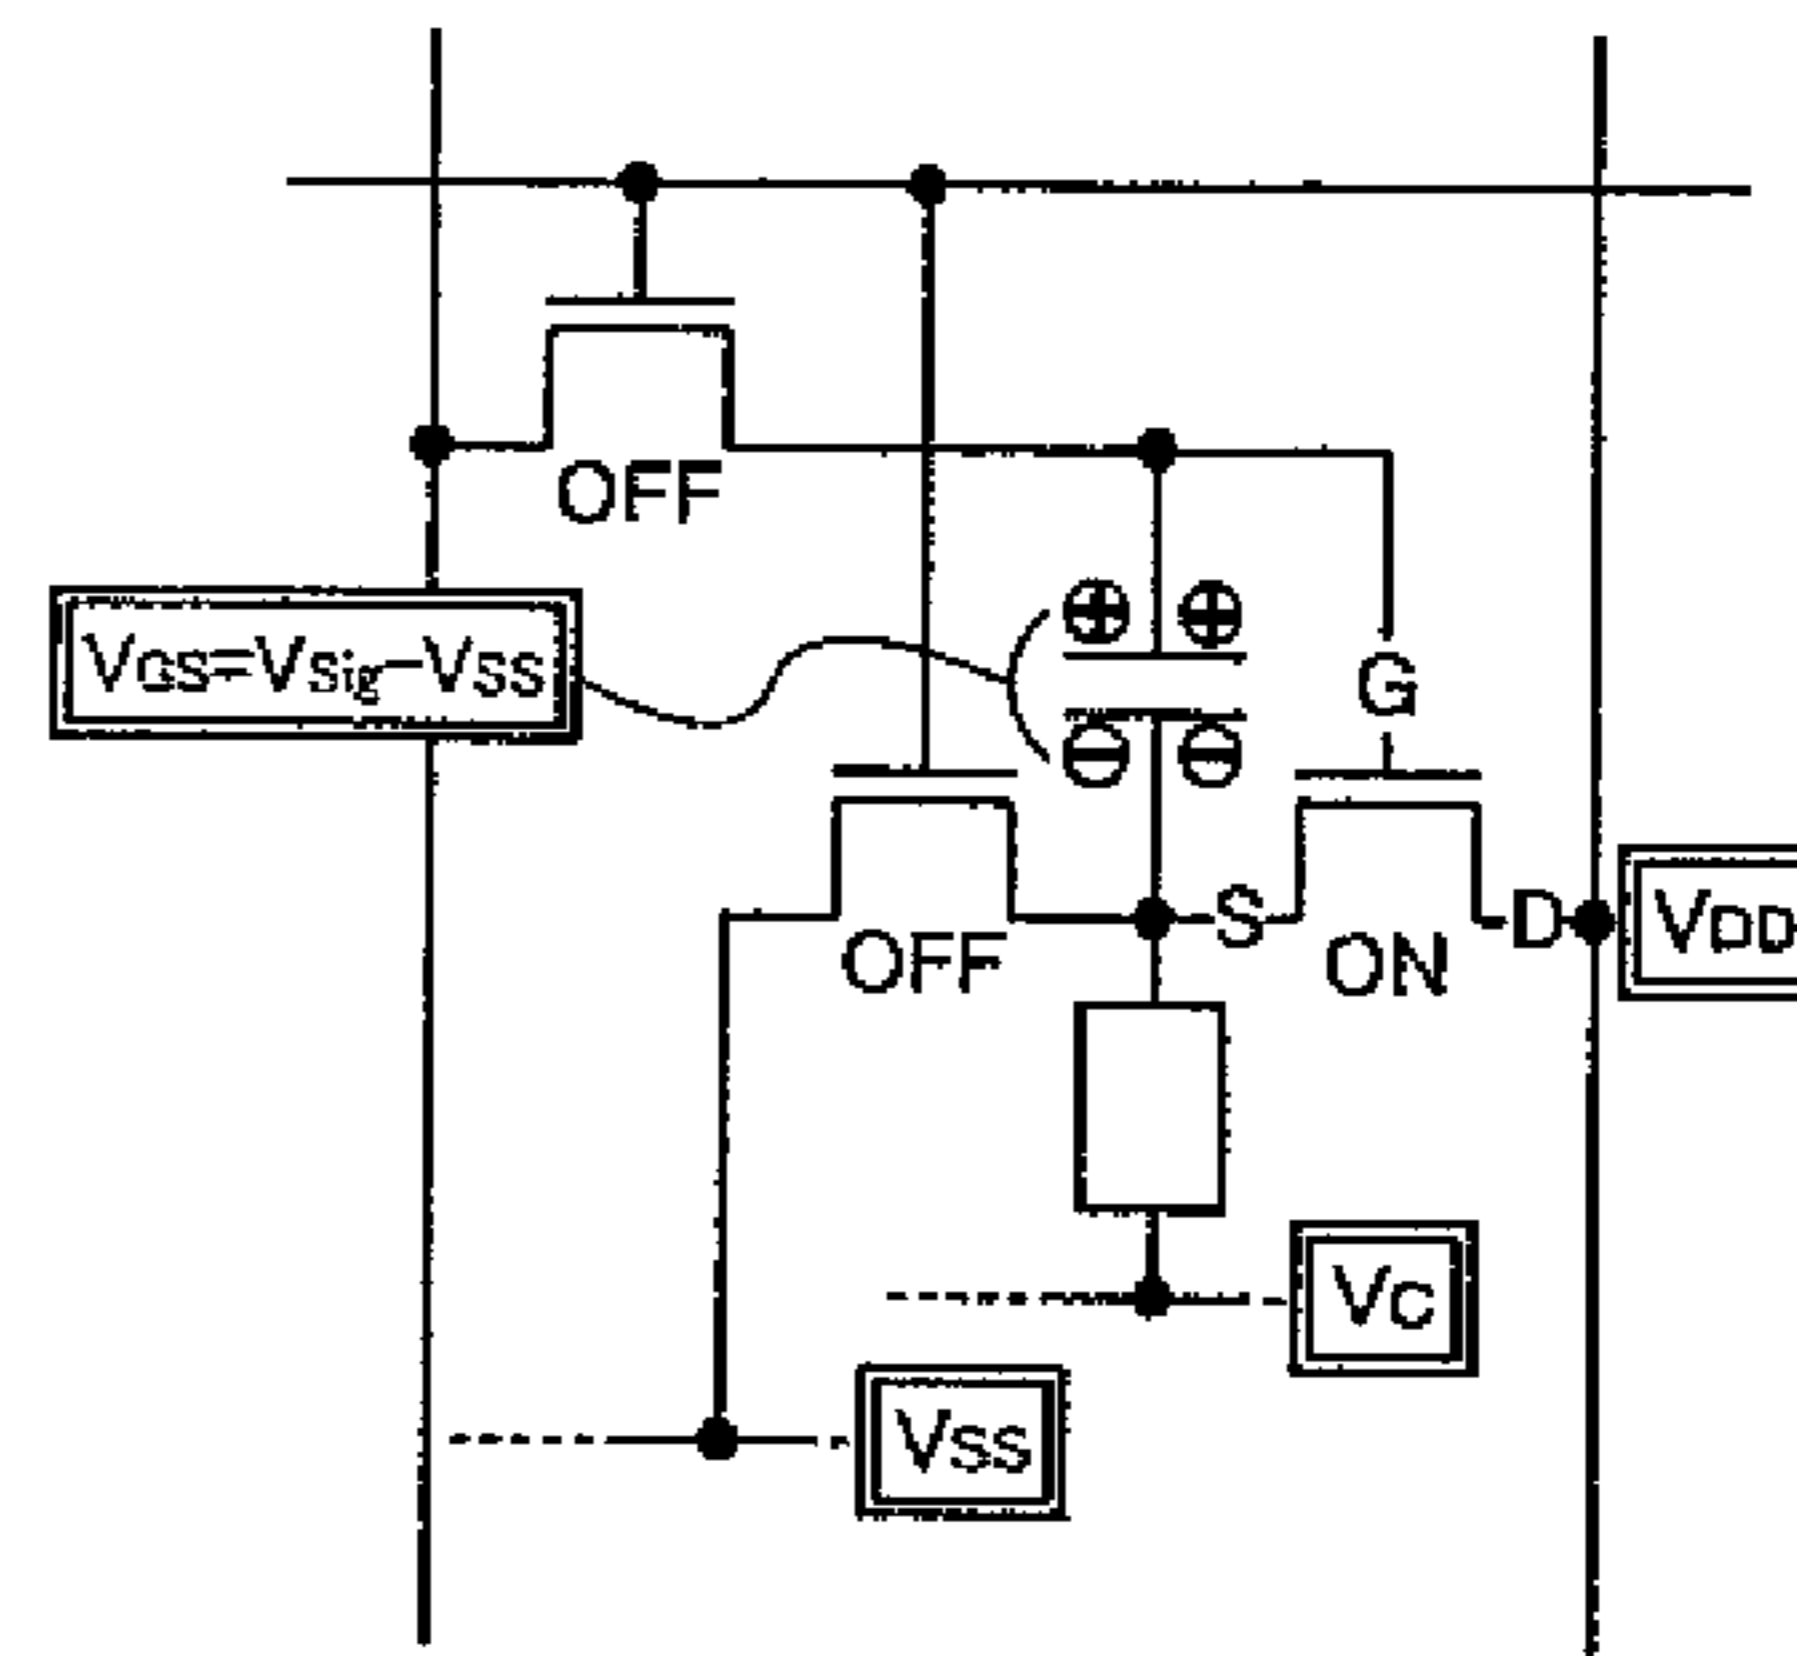 OFF
VGS=VSig−VSS
⊕ ⊕
G
⊖ ⊖
S
D
VDD
OFF
ON
VC
VSS